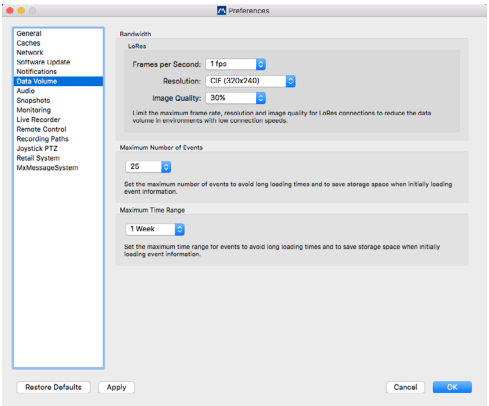 Preferences
General
Caches
Network
Software Update
Notifications
Data Volume
Audio
Snapshots
Monitoring
Live Recorder
Remote Control
Recording Paths
Joystick PTZ
Retail System
MxMessageSystem
Bandwidth
LoRes
Frames per Second: 1 fps
Resolution: CIF (320x240)
Image Quality: 30%
Limit the maximum frame rate, resolution and image quality for LoRes connections to reduce the data
volume in environments with low connection speeds.
Maximum Number of Events
25
Set the maximum number of events to avoid long loading times and to save storage space when initially loading
event information.
Maximum Time Range
1 Week
Set the maximum time range for events to avoid long loading times and to save storage space when initially
loading event information.
Restore Defaults Apply Cancel OK